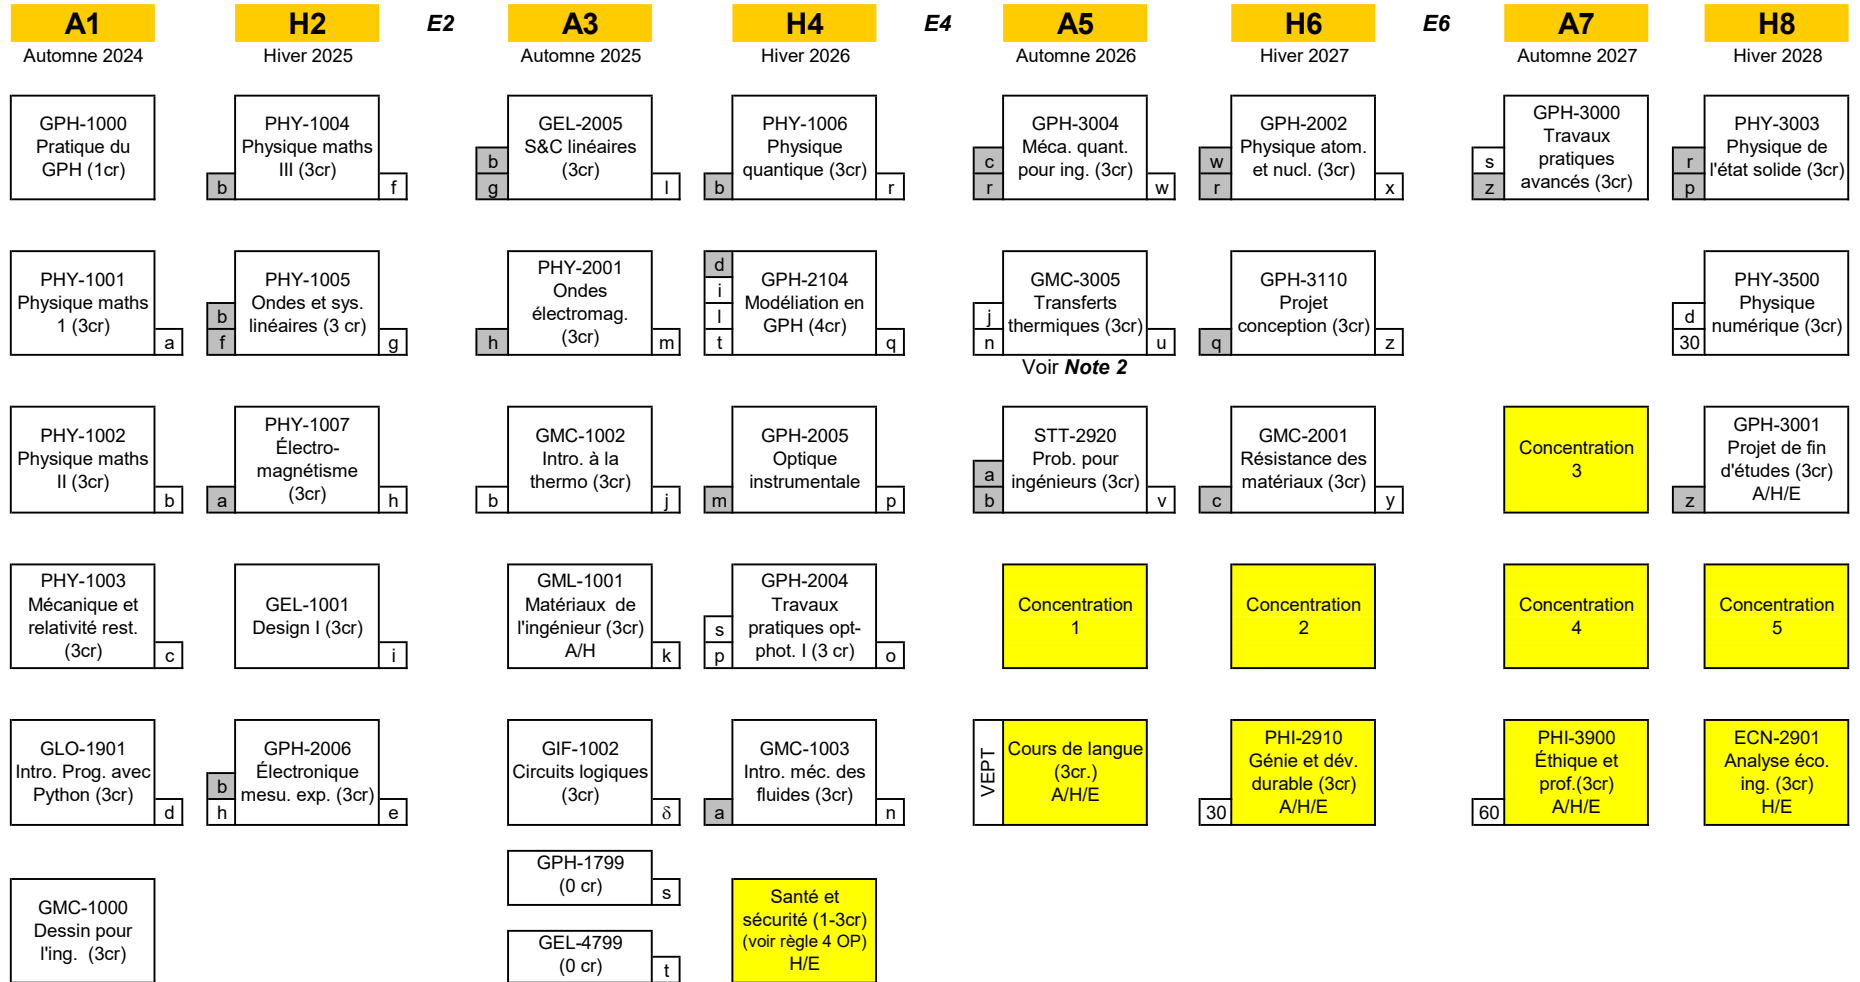 A1
H2
E2
A3
H4
E4
A5
H6
E6
A7
H8
Automne 2024
Hiver 2025
Automne 2025
Hiver 2026
Automne 2026
Hiver 2027
Automne 2027
Hiver 2028
GPH-1000
Pratique du
GPH (1cr)
PHY-1004
Physique maths
III (3cr)
b
f
GEL-2005
S&C linéaires
(3cr)
b
g
l
PHY-1006
Physique
quantique (3cr)
b
r
GPH-3004
Méca. quant.
pour ing. (3cr)
c
r
w
GPH-2002
Physique atom.
et nucl. (3cr)
w
r
x
GPH-3000
Travaux
pratiques
avancés (3cr)
s
z
PHY-3003
Physique de
l'état solide (3cr)
r
p
PHY-1001
Physique maths
1 (3cr)
a
PHY-1005
Ondes et sys.
linéaires (3 cr)
b
f
g
PHY-2001
Ondes
électromag.
(3cr)
h
m
d
i
l
t
GPH-2104
Modéliation en
GPH (4cr)
q
GMC-3005
Transferts
thermiques (3cr)
j
n
u
Voir Note 2
GPH-3110
Projet
conception (3cr)
q
z
PHY-3500
Physique
numérique (3cr)
d
30
PHY-1002
Physique maths
II (3cr)
b
PHY-1007
Électro-
magnétisme
(3cr)
a
h
GMC-1002
Intro. à la
thermo (3cr)
b
j
GPH-2005
Optique
instrumentale
m
p
STT-2920
Prob. pour
ingénieurs (3cr)
a
b
v
GMC-2001
Résistance des
matériaux (3cr)
c
y
Concentration
3
GPH-3001
Projet de fin
d'études (3cr)
A/H/E
z
PHY-1003
Mécanique et
relativité rest.
(3cr)
c
GEL-1001
Design I (3cr)
i
GML-1001
Matériaux de
l'ingénieur (3cr)
A/H
k
GPH-2004
Travaux
pratiques opt-
phot. I (3 cr)
s
p
o
Concentration
1
Concentration
2
Concentration
4
Concentration
5
GLO-1901
Intro. Prog. avec
Python (3cr)
d
GPH-2006
Électronique
mesu. exp. (3cr)
b
h
e
GIF-1002
Circuits logiques
(3cr)
δ
GMC-1003
Intro. méc. des
fluides (3cr)
a
n
VEPT
Cours de langue
(3cr.)
A/H/E
PHI-2910
Génie et dév.
durable (3cr)
A/H/E
30
PHI-3900
Éthique et
prof.(3cr)
A/H/E
60
ECN-2901
Analyse éco.
ing. (3cr)
H/E
GMC-1000
Dessin pour
l'ing. (3cr)
GPH-1799
(0 cr)
s
GEL-4799
(0 cr)
t
Santé et
sécurité (1-3cr)
(voir règle 4 OP)
H/E